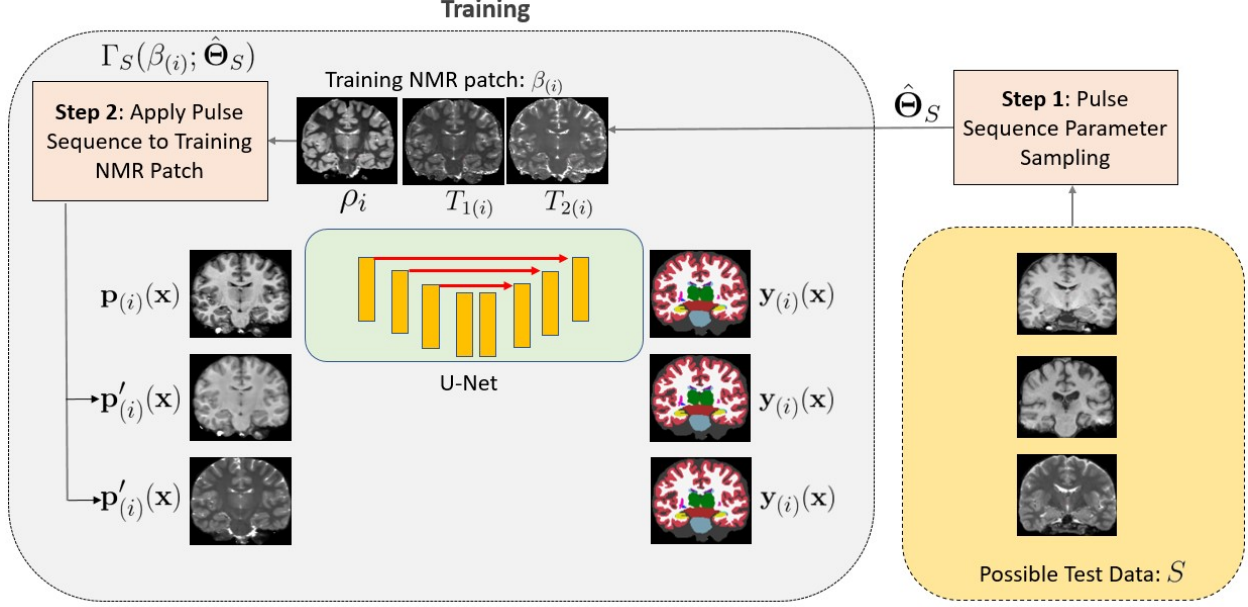 Training
Γ_S(β_(i); Θ̂_S)
Step 2: Apply Pulse
Sequence to Training
NMR Patch
Training NMR patch: β_(i)
ρ_i
T_1(i)
T_2(i)
Θ̂_S
Step 1: Pulse
Sequence Parameter
Sampling
p_(i)(x)
y_(i)(x)
U-Net
p′_(i)(x)
y_(i)(x)
p′_(i)(x)
y_(i)(x)
Possible Test Data: S